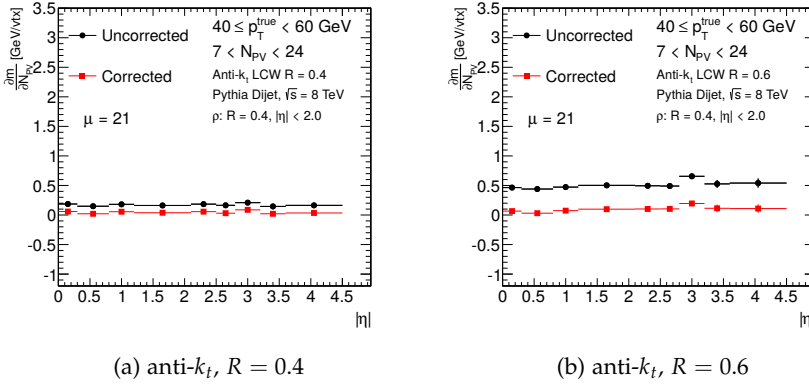 ∂m/∂N_PV [GeV/vtx]
3.5
3
2.5
2
1.5
1
0.5
0
-0.5
-1
Uncorrected
Corrected
μ = 21
40 ≤ p_T^true < 60 GeV
7 < N_PV < 24
Anti-k_t LCW R = 0.4
Pythia Dijet, √s = 8 TeV
ρ: R = 0.4, |η| < 2.0
0 0.5 1 1.5 2 2.5 3 3.5 4 4.5
|η|
(a) anti-k_t, R = 0.4
∂m/∂N_PV [GeV/vtx]
3.5
3
2.5
2
1.5
1
0.5
0
-0.5
-1
Uncorrected
Corrected
μ = 21
40 ≤ p_T^true < 60 GeV
7 < N_PV < 24
Anti-k_t LCW R = 0.6
Pythia Dijet, √s = 8 TeV
ρ: R = 0.4, |η| < 2.0
0 0.5 1 1.5 2 2.5 3 3.5 4 4.5
|η|
(b) anti-k_t, R = 0.6